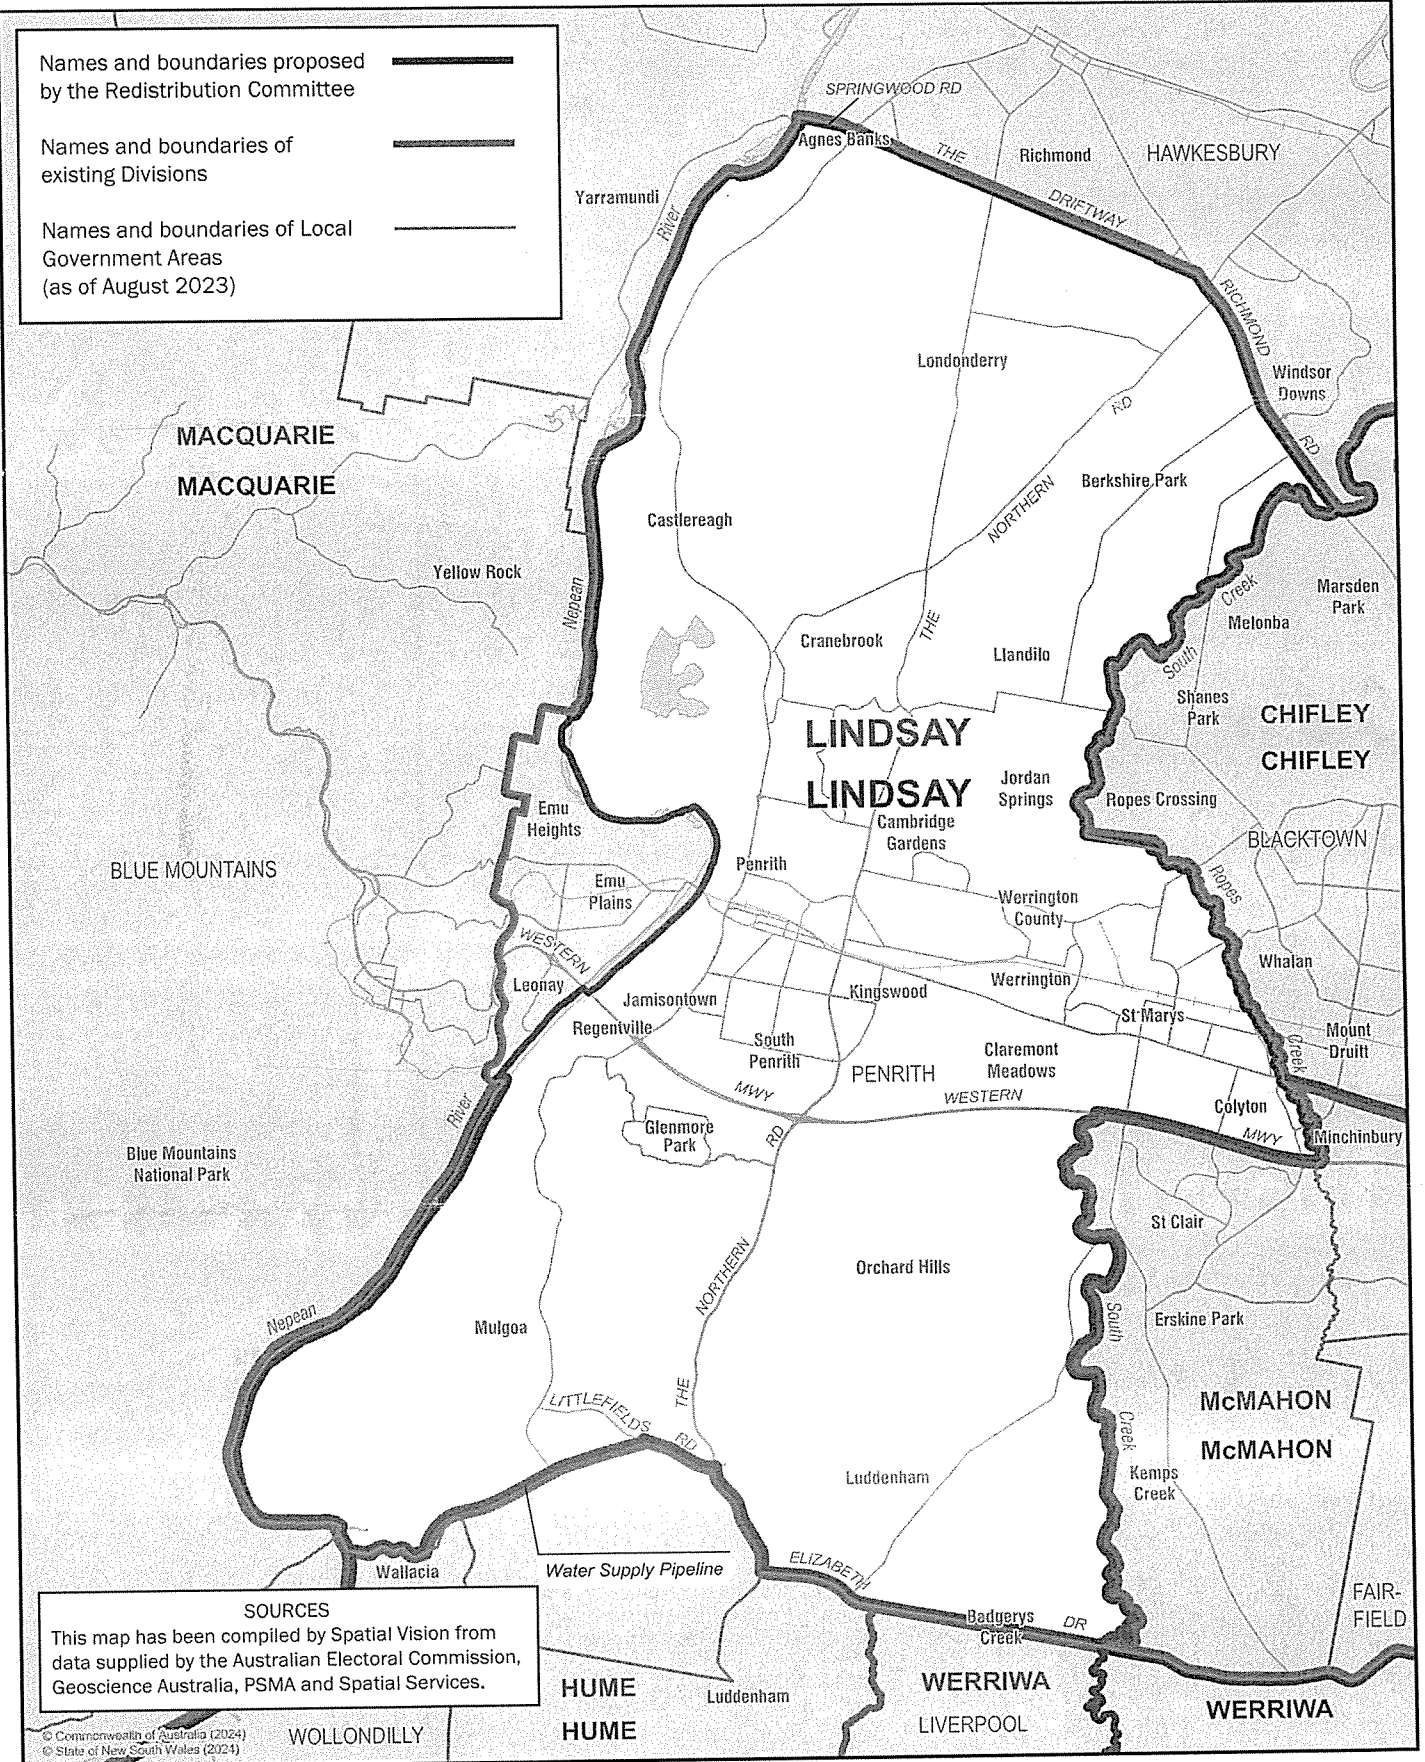 Names and boundaries proposed
by the Redistribution Committee
Names and boundaries of
existing Divisions
Names and boundaries of Local
Government Areas
(as of August 2023)
SPRINGWOOD RD
Agnes Banks
THE
DRIFTWAY
Richmond
HAWKESBURY
Yarramundi
River
RICHMOND
RD
Windsor
Downs
Londonderry
RD
MACQUARIE
MACQUARIE
Berkshire Park
NORTHERN
Castlereagh
Yellow Rock
Nepean
Creek
Marsden
Park
Melonba
THE
Cranebrook
Llandilo
South
Shanes
Park
CHIFLEY
CHIFLEY
LINDSAY
LINDSAY
Jordan
Springs
Ropes Crossing
Emu
Heights
Cambridge
Gardens
BLACKTOWN
BLUE MOUNTAINS
Penrith
Emu
Plains
Ropes
Werrington
County
WESTERN
Whalan
Leonay
Jamisontown
Kingswood
Werrington
St Marys
Regentville
South
Penrith
Mount
Druitt
Creek
Claremont
Meadows
PENRITH
MWY
WESTERN
River
Colyton
MWY
Minchinbury
Glenmore
Park
RD
Blue Mountains
National Park
St Clair
Orchard Hills
NORTHERN
Nepean
Mulgoa
South
Erskine Park
THE
LITTLEFIELDS
RD
McMAHON
McMAHON
Creek
Luddenham
Kemps
Creek
Water Supply Pipeline
Wallacia
ELIZABETH
Badgerys
Creek
DR
FAIR-
FIELD
SOURCES
This map has been compiled by Spatial Vision from
data supplied by the Australian Electoral Commission,
Geoscience Australia, PSMA and Spatial Services.
HUME
HUME
Luddenham
WERRIWA
LIVERPOOL
WERRIWA
WOLLONDILLY
© Commonwealth of Australia (2024)
© State of New South Wales (2024)